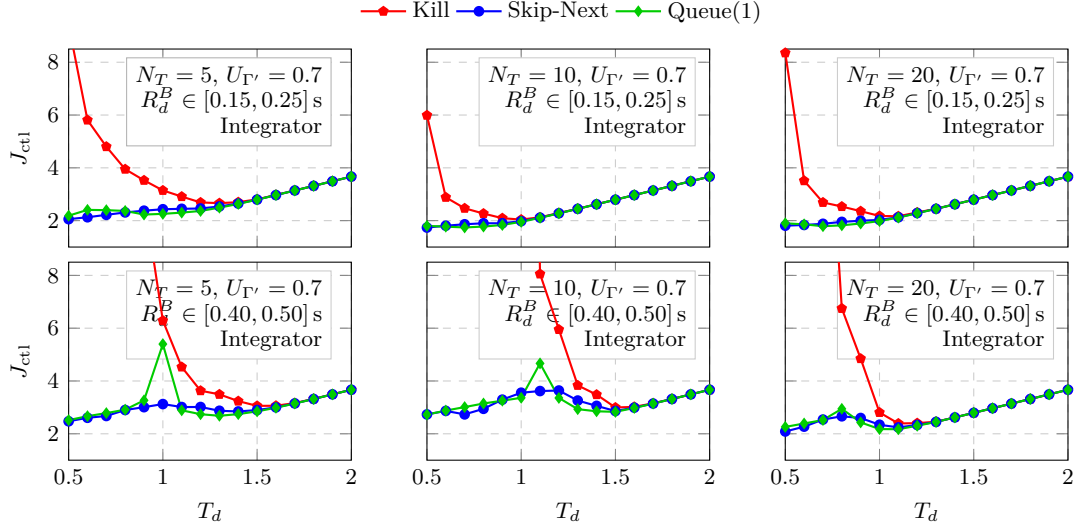 Kill Skip-Next Queue(1)
8
6
4
2
J_ctl
N_T = 5, U_Γ′ = 0.7
R_d^B ∈ [0.15, 0.25] s
Integrator
N_T = 10, U_Γ′ = 0.7
R_d^B ∈ [0.15, 0.25] s
Integrator
N_T = 20, U_Γ′ = 0.7
R_d^B ∈ [0.15, 0.25] s
Integrator
8
6
4
2
J_ctl
N_T = 5, U_Γ′ = 0.7
R_d^B ∈ [0.40, 0.50] s
Integrator
0.5 1 1.5 2
T_d
N_T = 10, U_Γ′ = 0.7
R_d^B ∈ [0.40, 0.50] s
Integrator
0.5 1 1.5 2
T_d
N_T = 20, U_Γ′ = 0.7
R_d^B ∈ [0.40, 0.50] s
Integrator
0.5 1 1.5 2
T_d